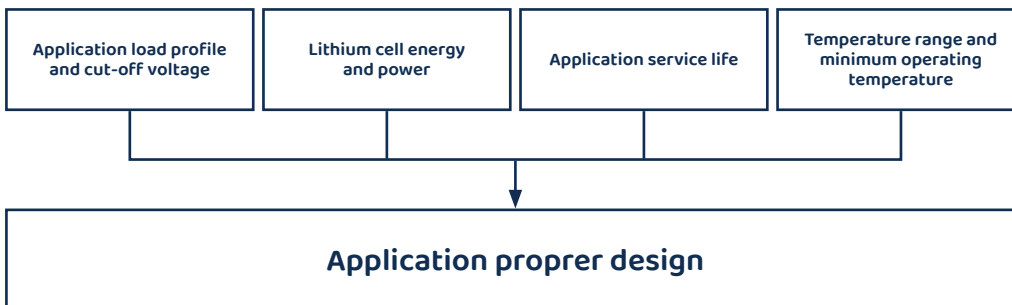 Application load profile
and cut-off voltage
Lithium cell energy
and power
Application service life
Temperature range and
minimum operating
temperature
Application proprer design